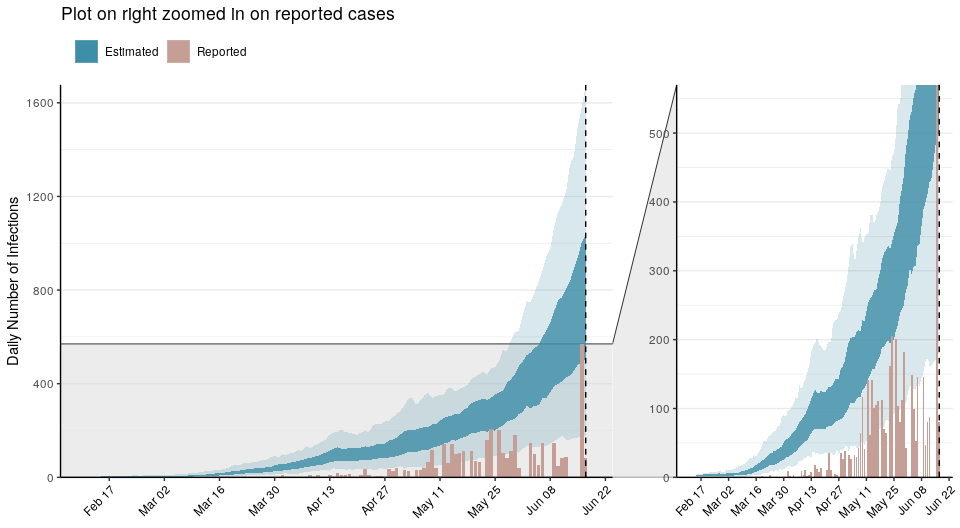 Plot on right zoomed in on reported cases
Estimated Reported
Daily Number of Infections
1600
1200
800
400
0
Feb 17 Mar 02 Mar 16 Mar 30 Apr 13 Apr 27 May 11 May 25 Jun 08 Jun 22
500
400
300
200
100
0
Feb 17 Mar 02 Mar 16 Mar 30 Apr 13 Apr 27 May 11 May 25 Jun 08 Jun 22